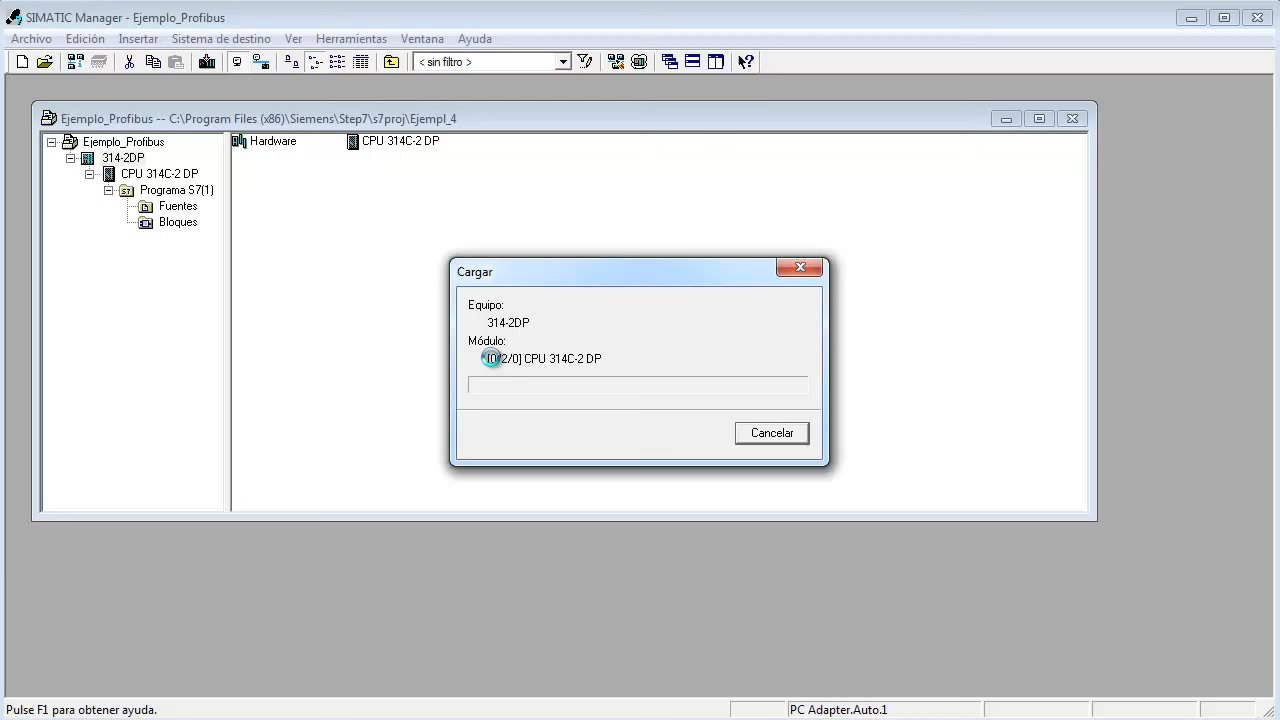 SIMATIC Manager - Ejemplo_Profibus
Archivo Edición Insertar Sistema de destino Ver Herramientas Ventana Ayuda
< sin filtro >
Ejemplo_Profibus -- C:\Program Files (x86)\Siemens\Step7\s7proj\Ejempl_4
Ejemplo_Profibus
314-2DP
CPU 314C-2 DP
Programa S7(1)
Fuentes
Bloques
Hardware
CPU 314C-2 DP
Cargar
Equipo:
314-2DP
Módulo:
2/0] CPU 314C-2 DP
Cancelar
Pulse F1 para obtener ayuda.
PC Adapter.Auto.1